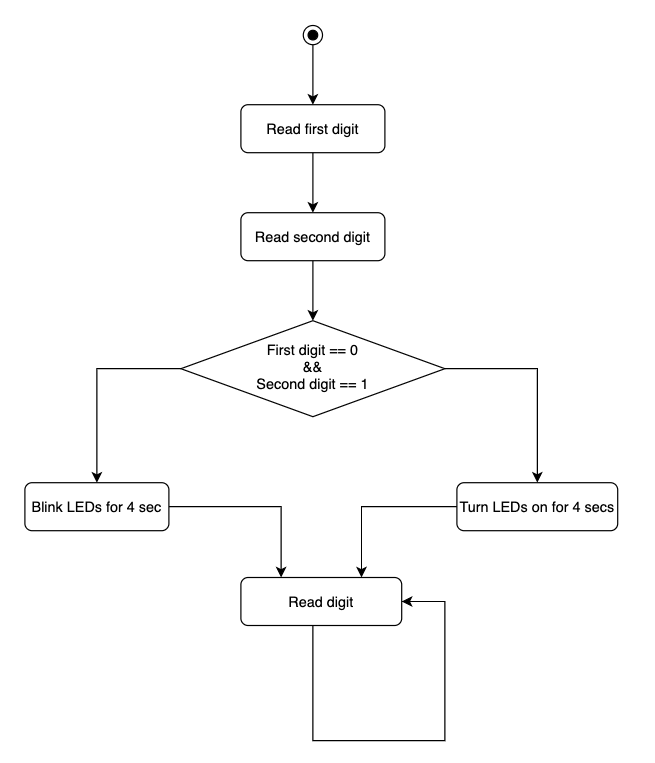 Read first digit
Read second digit
First digit == 0
&&
Second digit == 1
Blink LEDs for 4 sec
Turn LEDs on for 4 secs
Read digit